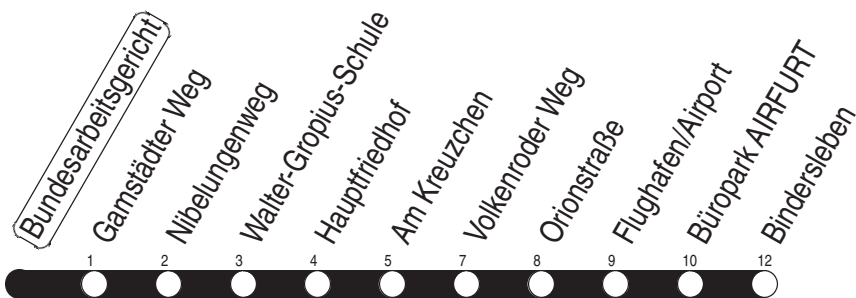 Bundesarbeitsgericht
Gamstädter Weg
Nibelungenweg
Walter-Gropius-Schule
Hauptfriedhof
Am Kreuzchen
Volkenroder Weg
Orionstraße
Flughafen/Airport
Büropark AIRFURT
Bindersleben
1 2 3 4 5 7 8 9 10 12